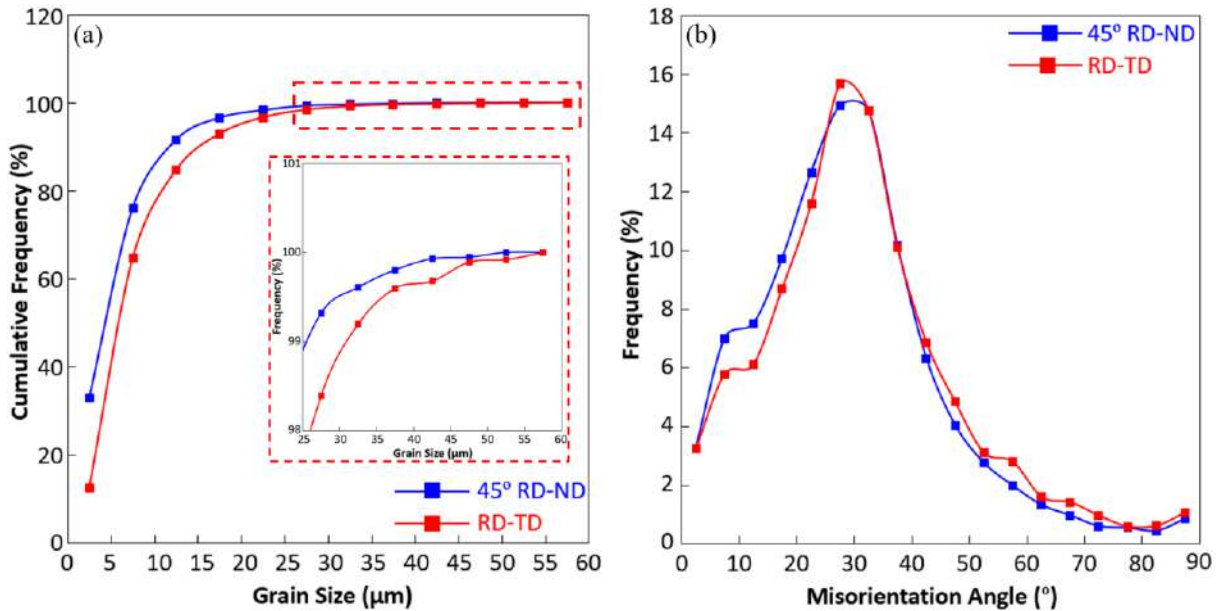 (a)
120
100
80
60
40
20
0
Cumulative Frequency (%)
0 5 10 15 20 25 30 35 40 45 50 55 60
Grain Size (µm)
45º RD-ND
RD-TD
101
100
99
98
Frequency (%)
25 30 35 40 45 50 55 60
Grain Size (µm)
(b)
18
16
14
12
10
8
6
4
2
0
Frequency (%)
0 10 20 30 40 50 60 70 80 90
Misorientation Angle (°)
45º RD-ND
RD-TD